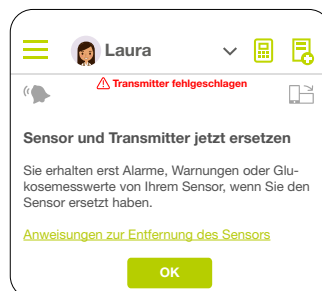 Laura
Transmitter fehlgeschlagen
Sensor und Transmitter jetzt ersetzen
Sie erhalten erst Alarme, Warnungen oder Glu-
kosemesswerte von Ihrem Sensor, wenn Sie den
Sensor ersetzt haben.
Anweisungen zur Entfernung des Sensors
OK